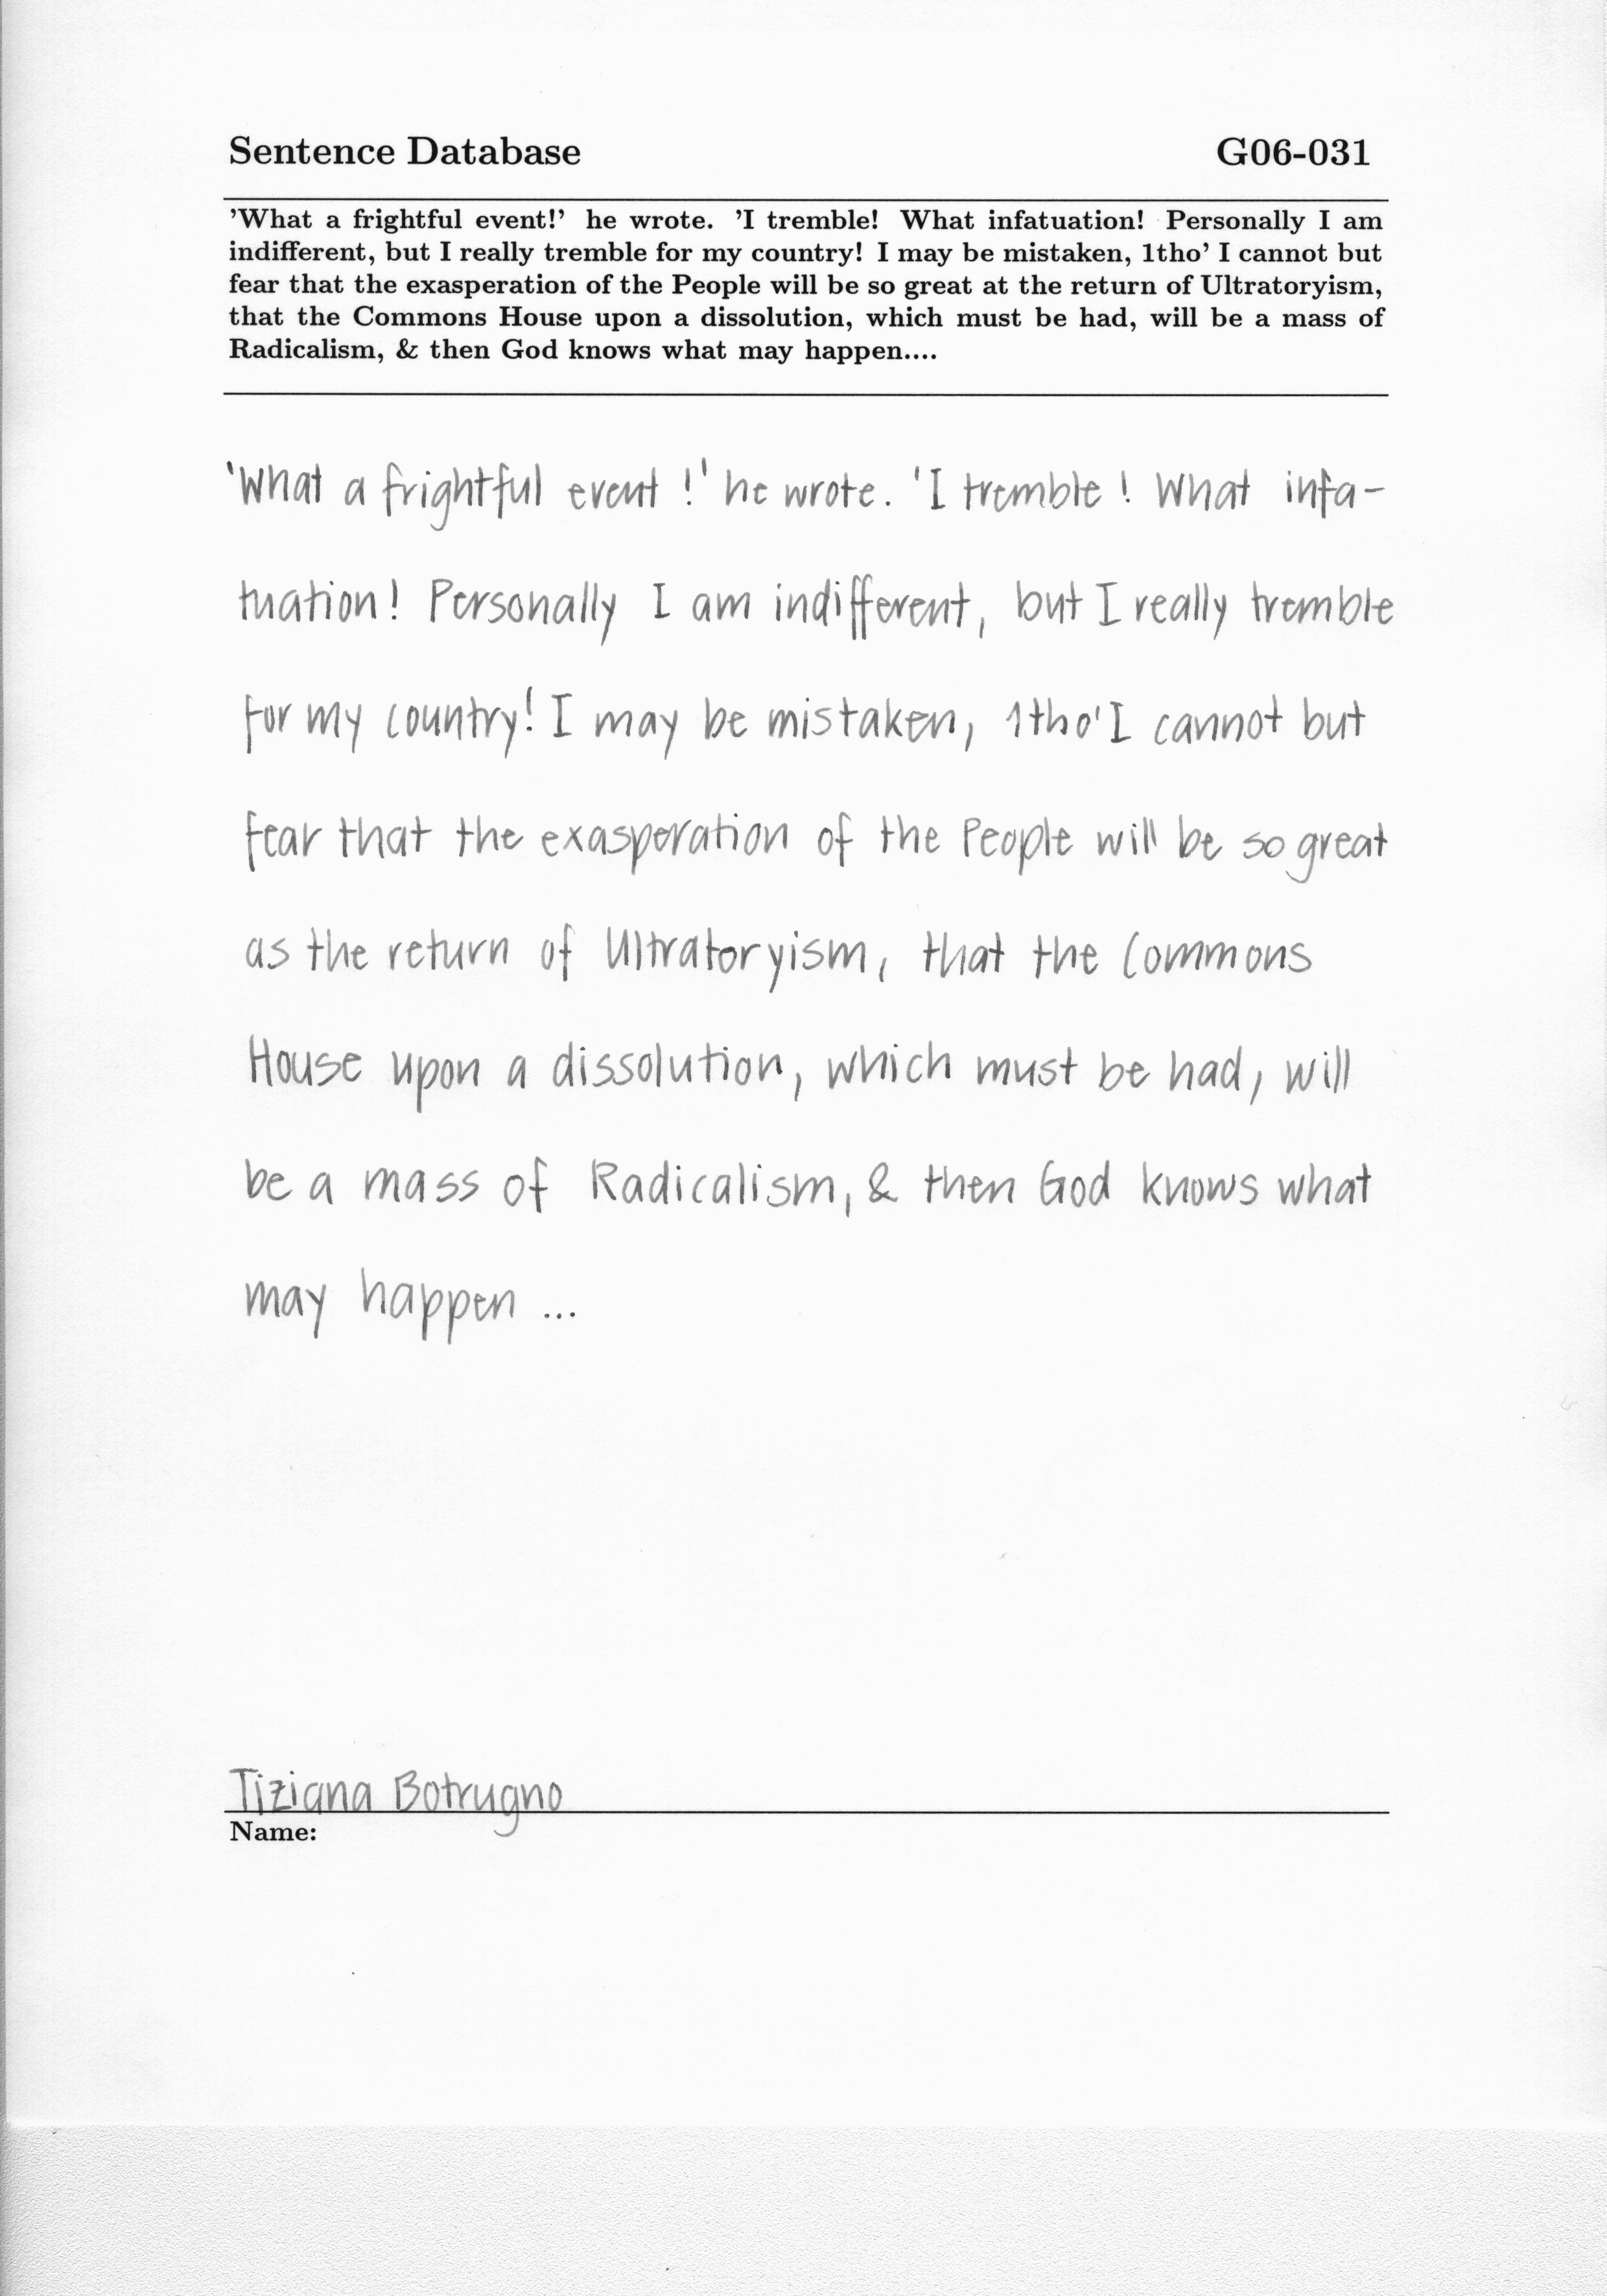 Sentence Database G06-031
'What a frightful event!' he wrote. 'I tremble! What infatuation! Personally I am
indifferent, but I really tremble for my country! I may be mistaken, 1tho' I cannot but
fear that the exasperation of the People will be so great at the return of Ultratoryism,
that the Commons House upon a dissolution, which must be had, will be a mass of
Radicalism, & then God knows what may happen....
'What a frightful event !' he wrote. 'I tremble ! What infa-
tuation! Personally I am indifferent, but I really tremble
for my country! I may be mistaken, 1tho' I cannot but
fear that the exasperation of the People will be so great
as the return of Ultratoryism, that the Commons
House upon a dissolution, which must be had, will
be a mass of Radicalism, & then God knows what
may happen ...
Tiziana Botrugno
Name: